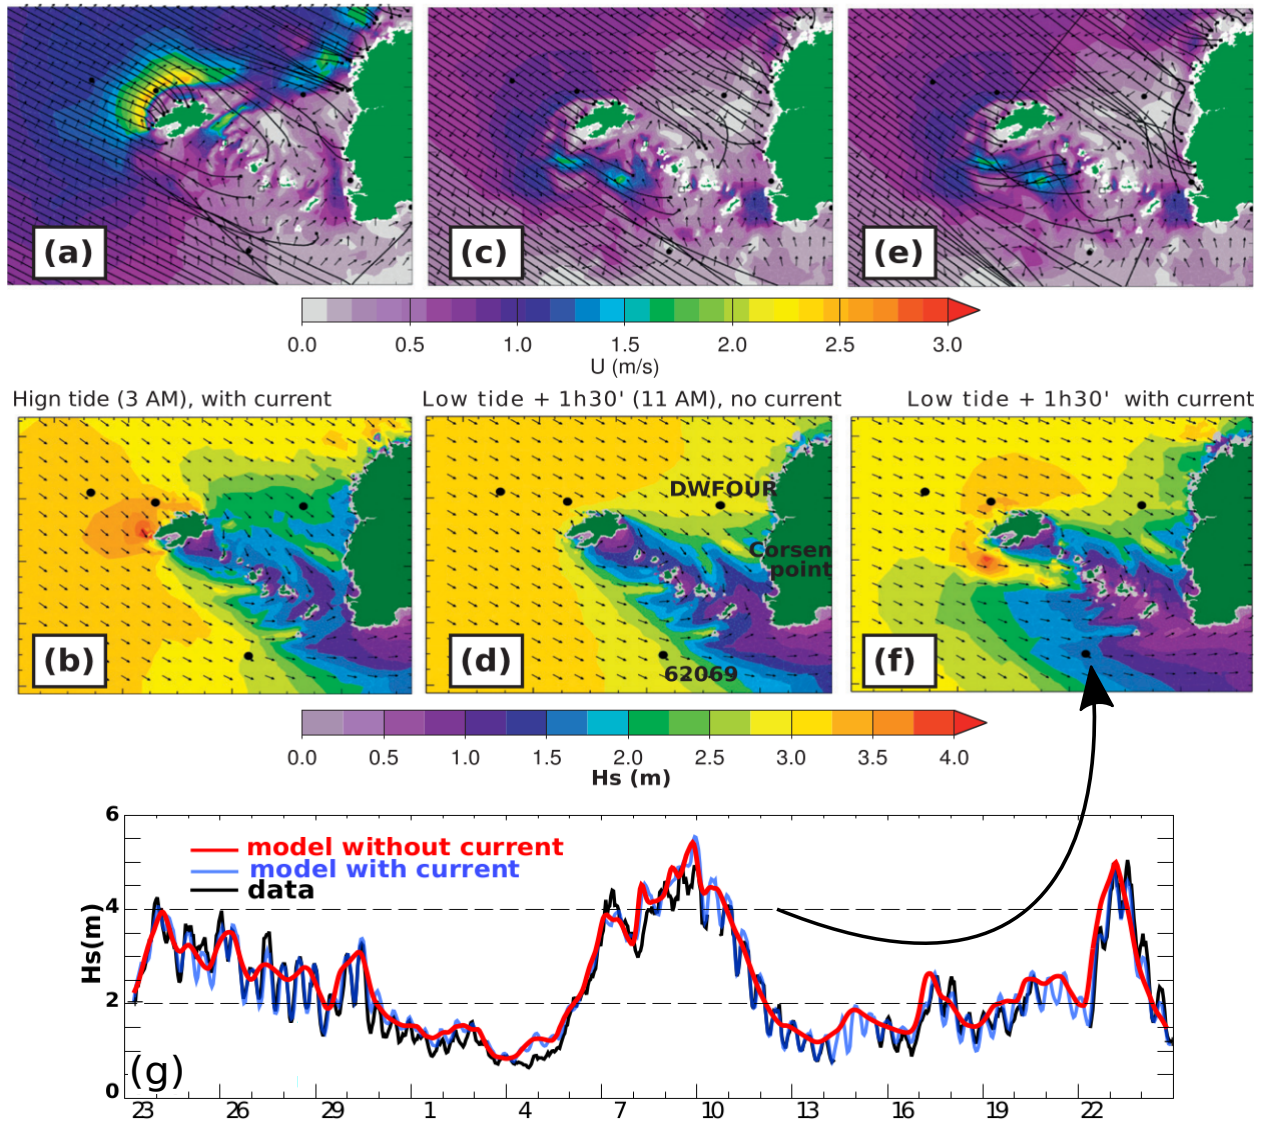 (a)
(c)
(e)
0.0 0.5 1.0 1.5 2.0 2.5 3.0
U (m/s)
Hign tide (3 AM), with current
Low tide + 1h30' (11 AM), no current
Low tide + 1h30' with current
DWFOUR
Corsen
point
(b)
(d)
62069
(f)
0.0 0.5 1.0 1.5 2.0 2.5 3.0 3.5 4.0
Hs (m)
6
model without current
model with current
data
4
Hs(m)
2
(g)
0
23 26 29 1 4 7 10 13 16 19 22